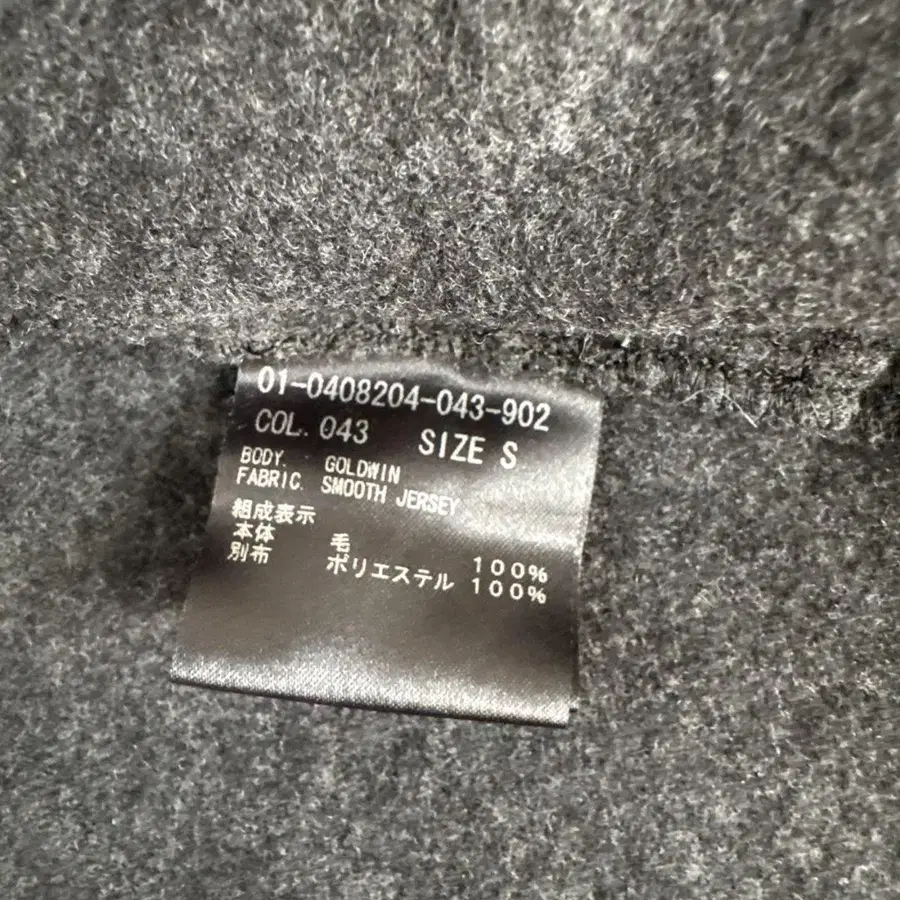 01-0408204-043-902
COL. 043 SIZE S
BODY. GOLDWIN
FABRIC. SMOOTH JERSEY
組成表示
本体 毛 100%
別布 ポリエステル 100%